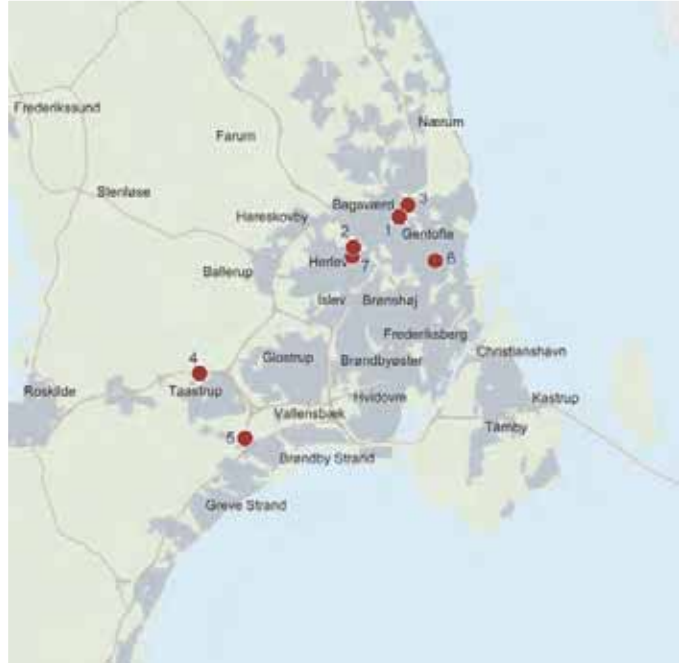 Frederikssund
Nærum
Farum
Stenløse
Bagsværd
3
Hareskovby
1
Gentofte
2
Herlev
7
6
Ballerup
Islev
Brønshøj
Frederiksberg
Christianshavn
Glostrup
Brøndbyøster
4
Roskilde
Taastrup
Hvidovre
Kastrup
Vallensbæk
Tårnby
5
Brøndby Strand
Greve Strand